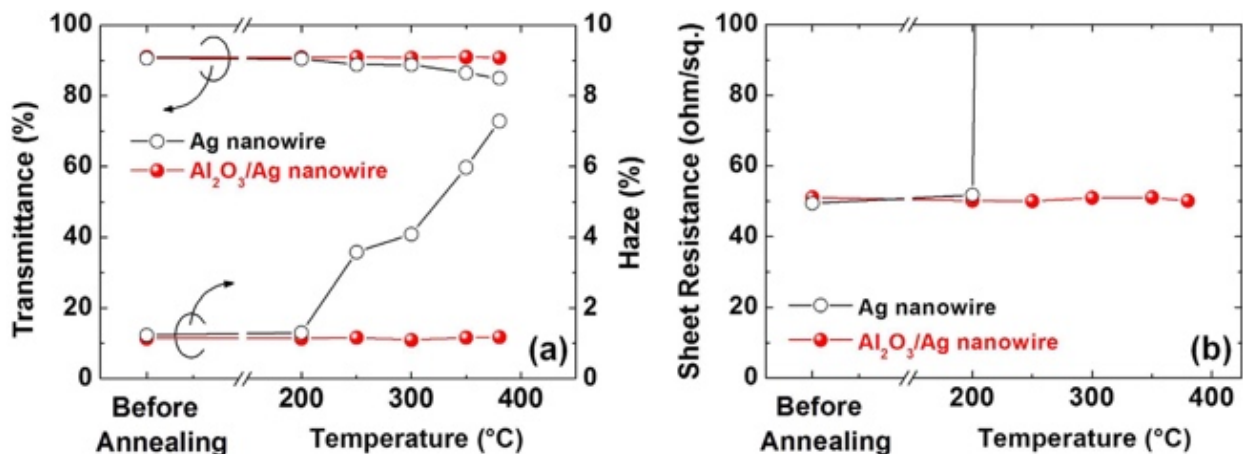 100
80
60
40
20
0
Transmittance (%)
10
8
6
4
2
0
Haze (%)
Ag nanowire
Al₂O₃/Ag nanowire
(a)
Before
Annealing
200
300
400
Temperature (°C)
100
80
60
40
20
0
Sheet Resistance (ohm/sq.)
Ag nanowire
Al₂O₃/Ag nanowire
(b)
Before
Annealing
200
300
400
Temperature (°C)